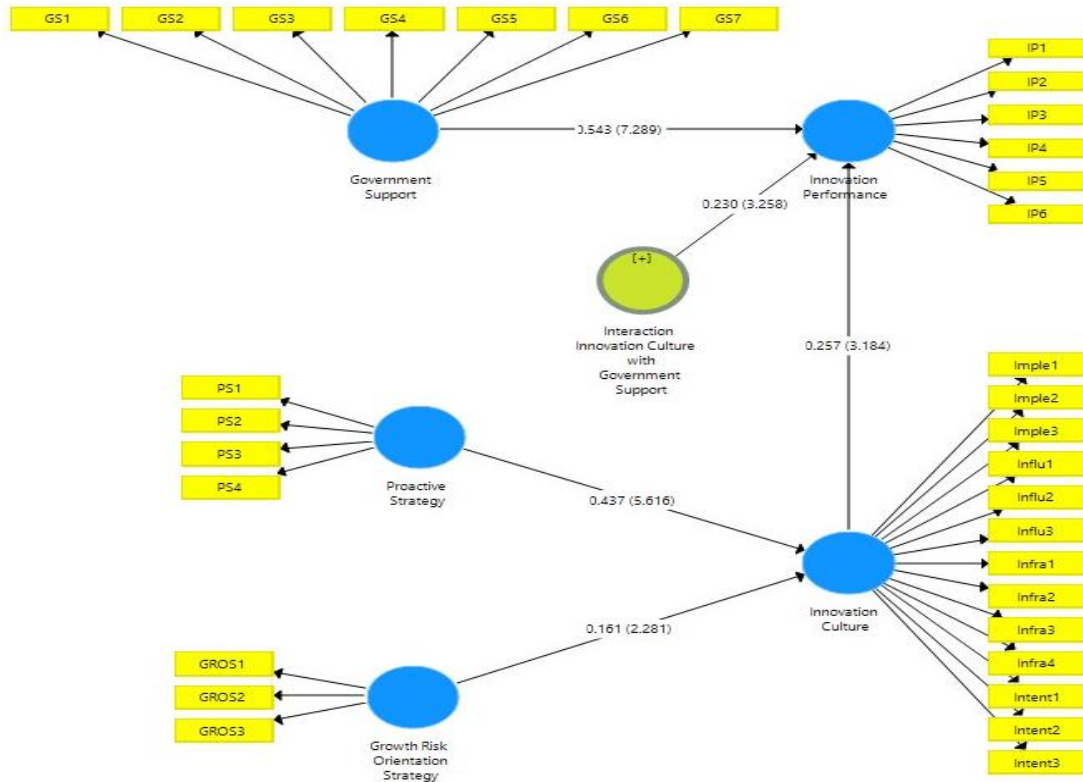 GS1 GS2 GS3 GS4 GS5 GS6 GS7
IP1
IP2
IP3
IP4
IP5
IP6
0.543 (7.289)
Government
Support
Innovation
Performance
0.230 (3.258)
[+]
Interaction
Innovation Culture
with
Government
Support
0.257 (3.184)
PS1
PS2
PS3
PS4
Proactive
Strategy
0.437 (5.616)
Imple1
Imple2
Imple3
Influ1
Influ2
Influ3
Infra1
Infra2
Infra3
Infra4
Intent1
Intent2
Intent3
Innovation
Culture
0.161 (2.281)
GROS1
GROS2
GROS3
Growth Risk
Orientation
Strategy